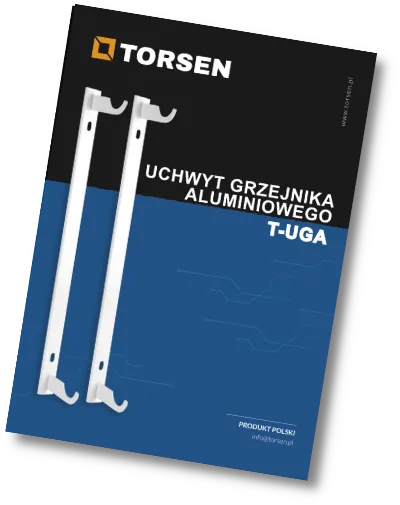 TORSEN
www.torsen.pl
UCHWYT GRZEJNIKA
ALUMINIOWEGO
T-UGA
PRODUKT POLSKI
info@torsen.pl